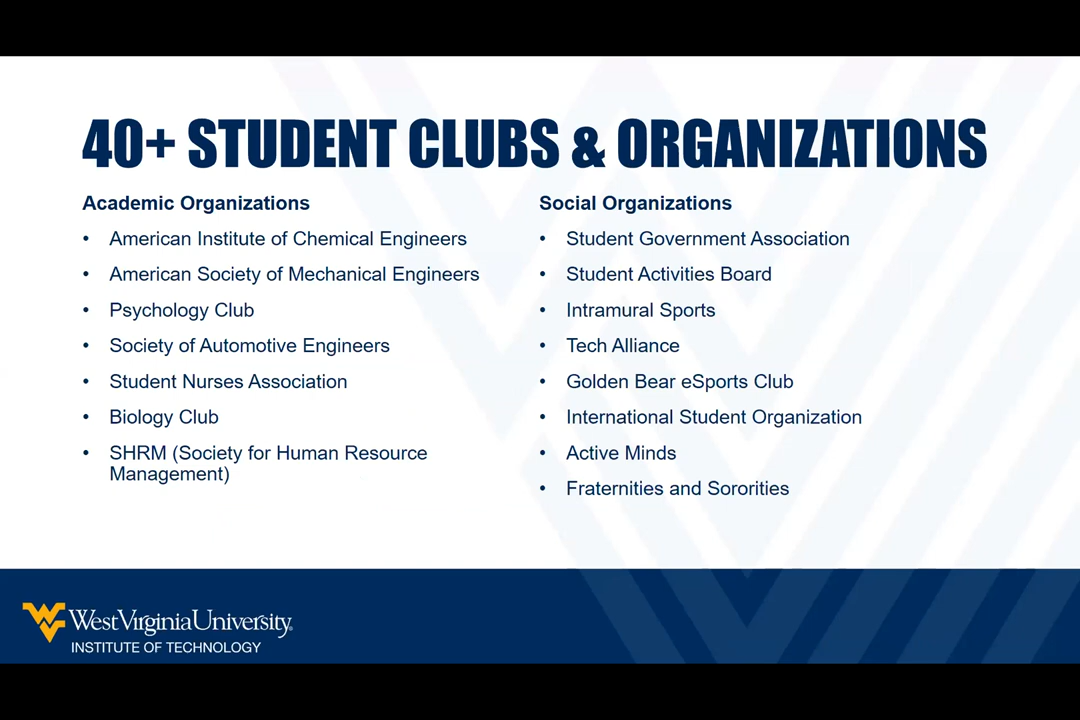 40+ STUDENT CLUBS & ORGANIZATIONS
Academic Organizations
• American Institute of Chemical Engineers
• American Society of Mechanical Engineers
• Psychology Club
• Society of Automotive Engineers
• Student Nurses Association
• Biology Club
• SHRM (Society for Human Resource
Management)
Social Organizations
• Student Government Association
• Student Activities Board
• Intramural Sports
• Tech Alliance
• Golden Bear eSports Club
• International Student Organization
• Active Minds
• Fraternities and Sororities
WestVirginiaUniversity.
INSTITUTE OF TECHNOLOGY